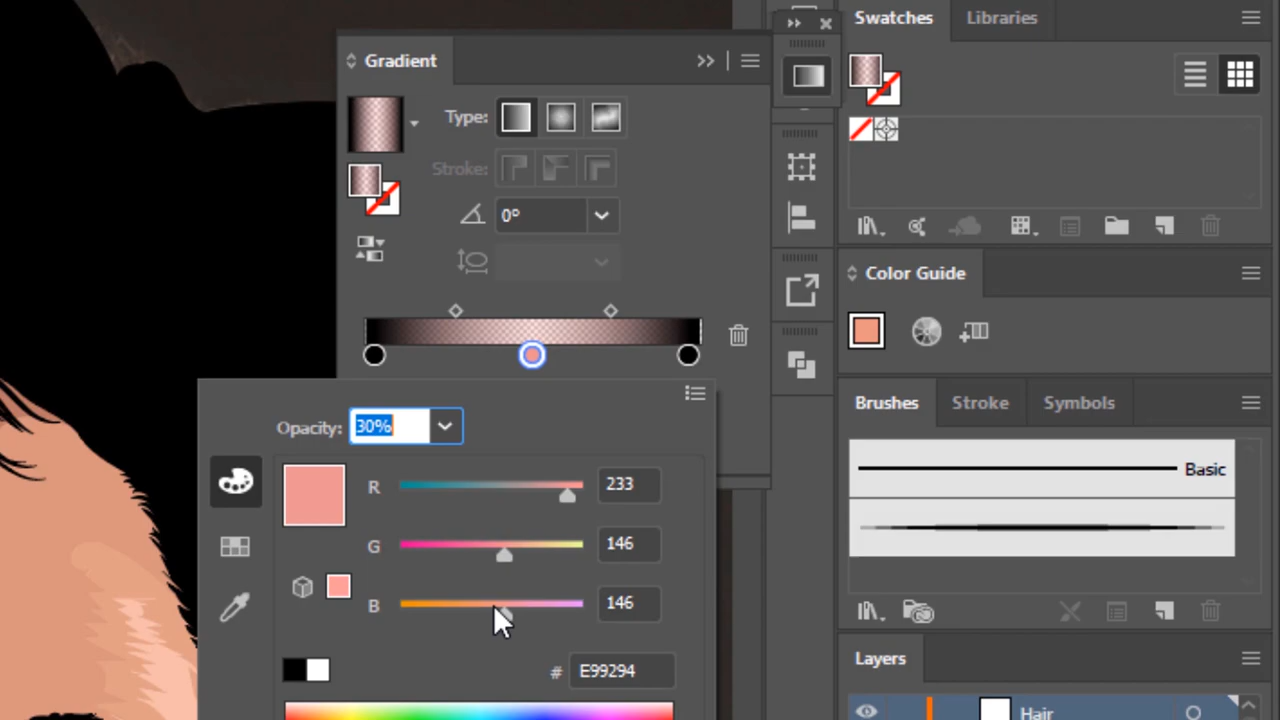 Swatches
Libraries
Gradient
Type:
Stroke:
0°
Color Guide
Brushes
Stroke
Symbols
Opacity:
30%
Basic
R
233
G
146
B
146
# E99294
Layers
Hair